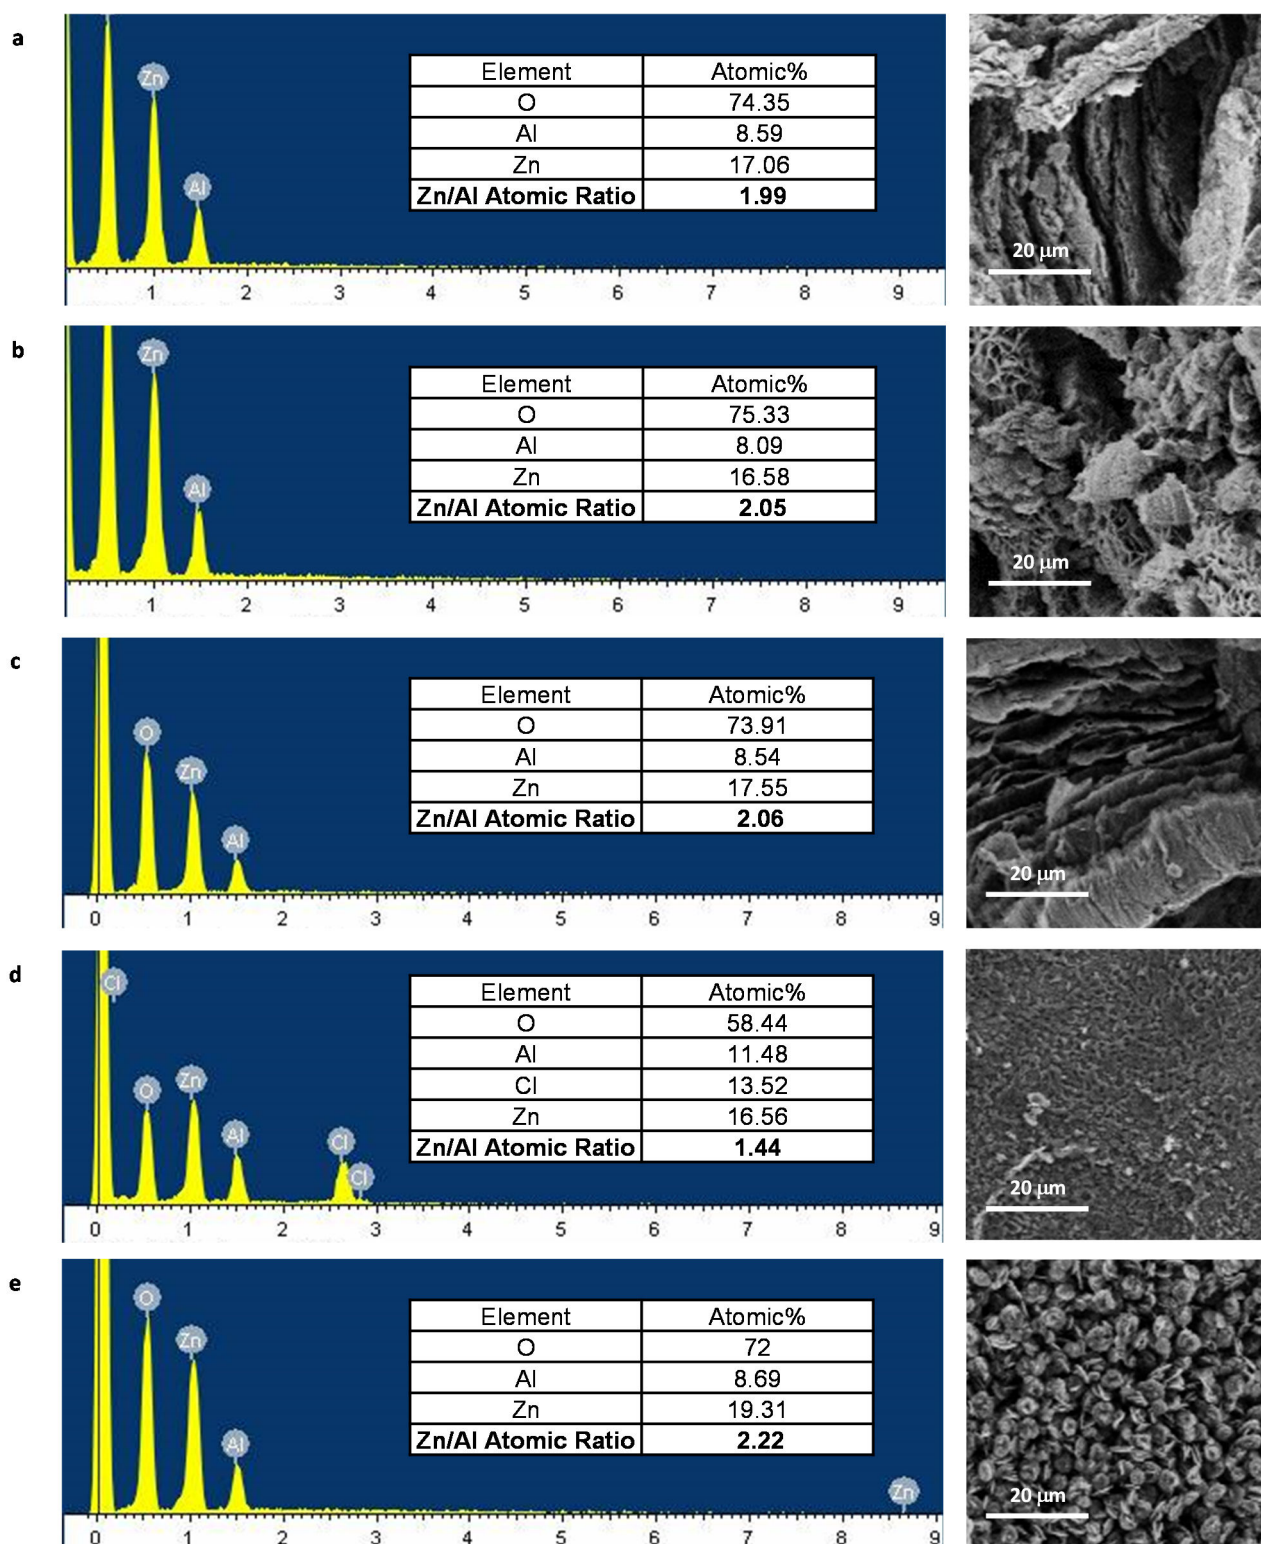 a
Zn
Al
Element Atomic%
O 74.35
Al 8.59
Zn 17.06
Zn/Al Atomic Ratio 1.99
1 2 3 4 5 6 7 8 9
20 µm
b
Zn
Al
Element Atomic%
O 75.33
Al 8.09
Zn 16.58
Zn/Al Atomic Ratio 2.05
1 2 3 4 5 6 7 8 9
20 µm
c
O
Zn
Al
Element Atomic%
O 73.91
Al 8.54
Zn 17.55
Zn/Al Atomic Ratio 2.06
0 1 2 3 4 5 6 7 8 9
20 µm
d
Cl
O
Zn
Al
Cl
Cl
Element Atomic%
O 58.44
Al 11.48
Cl 13.52
Zn 16.56
Zn/Al Atomic Ratio 1.44
0 1 2 3 4 5 6 7 8 9
20 µm
e
O
Zn
Al
Element Atomic%
O 72
Al 8.69
Zn 19.31
Zn/Al Atomic Ratio 2.22
Zn
0 1 2 3 4 5 6 7 8 9
20 µm